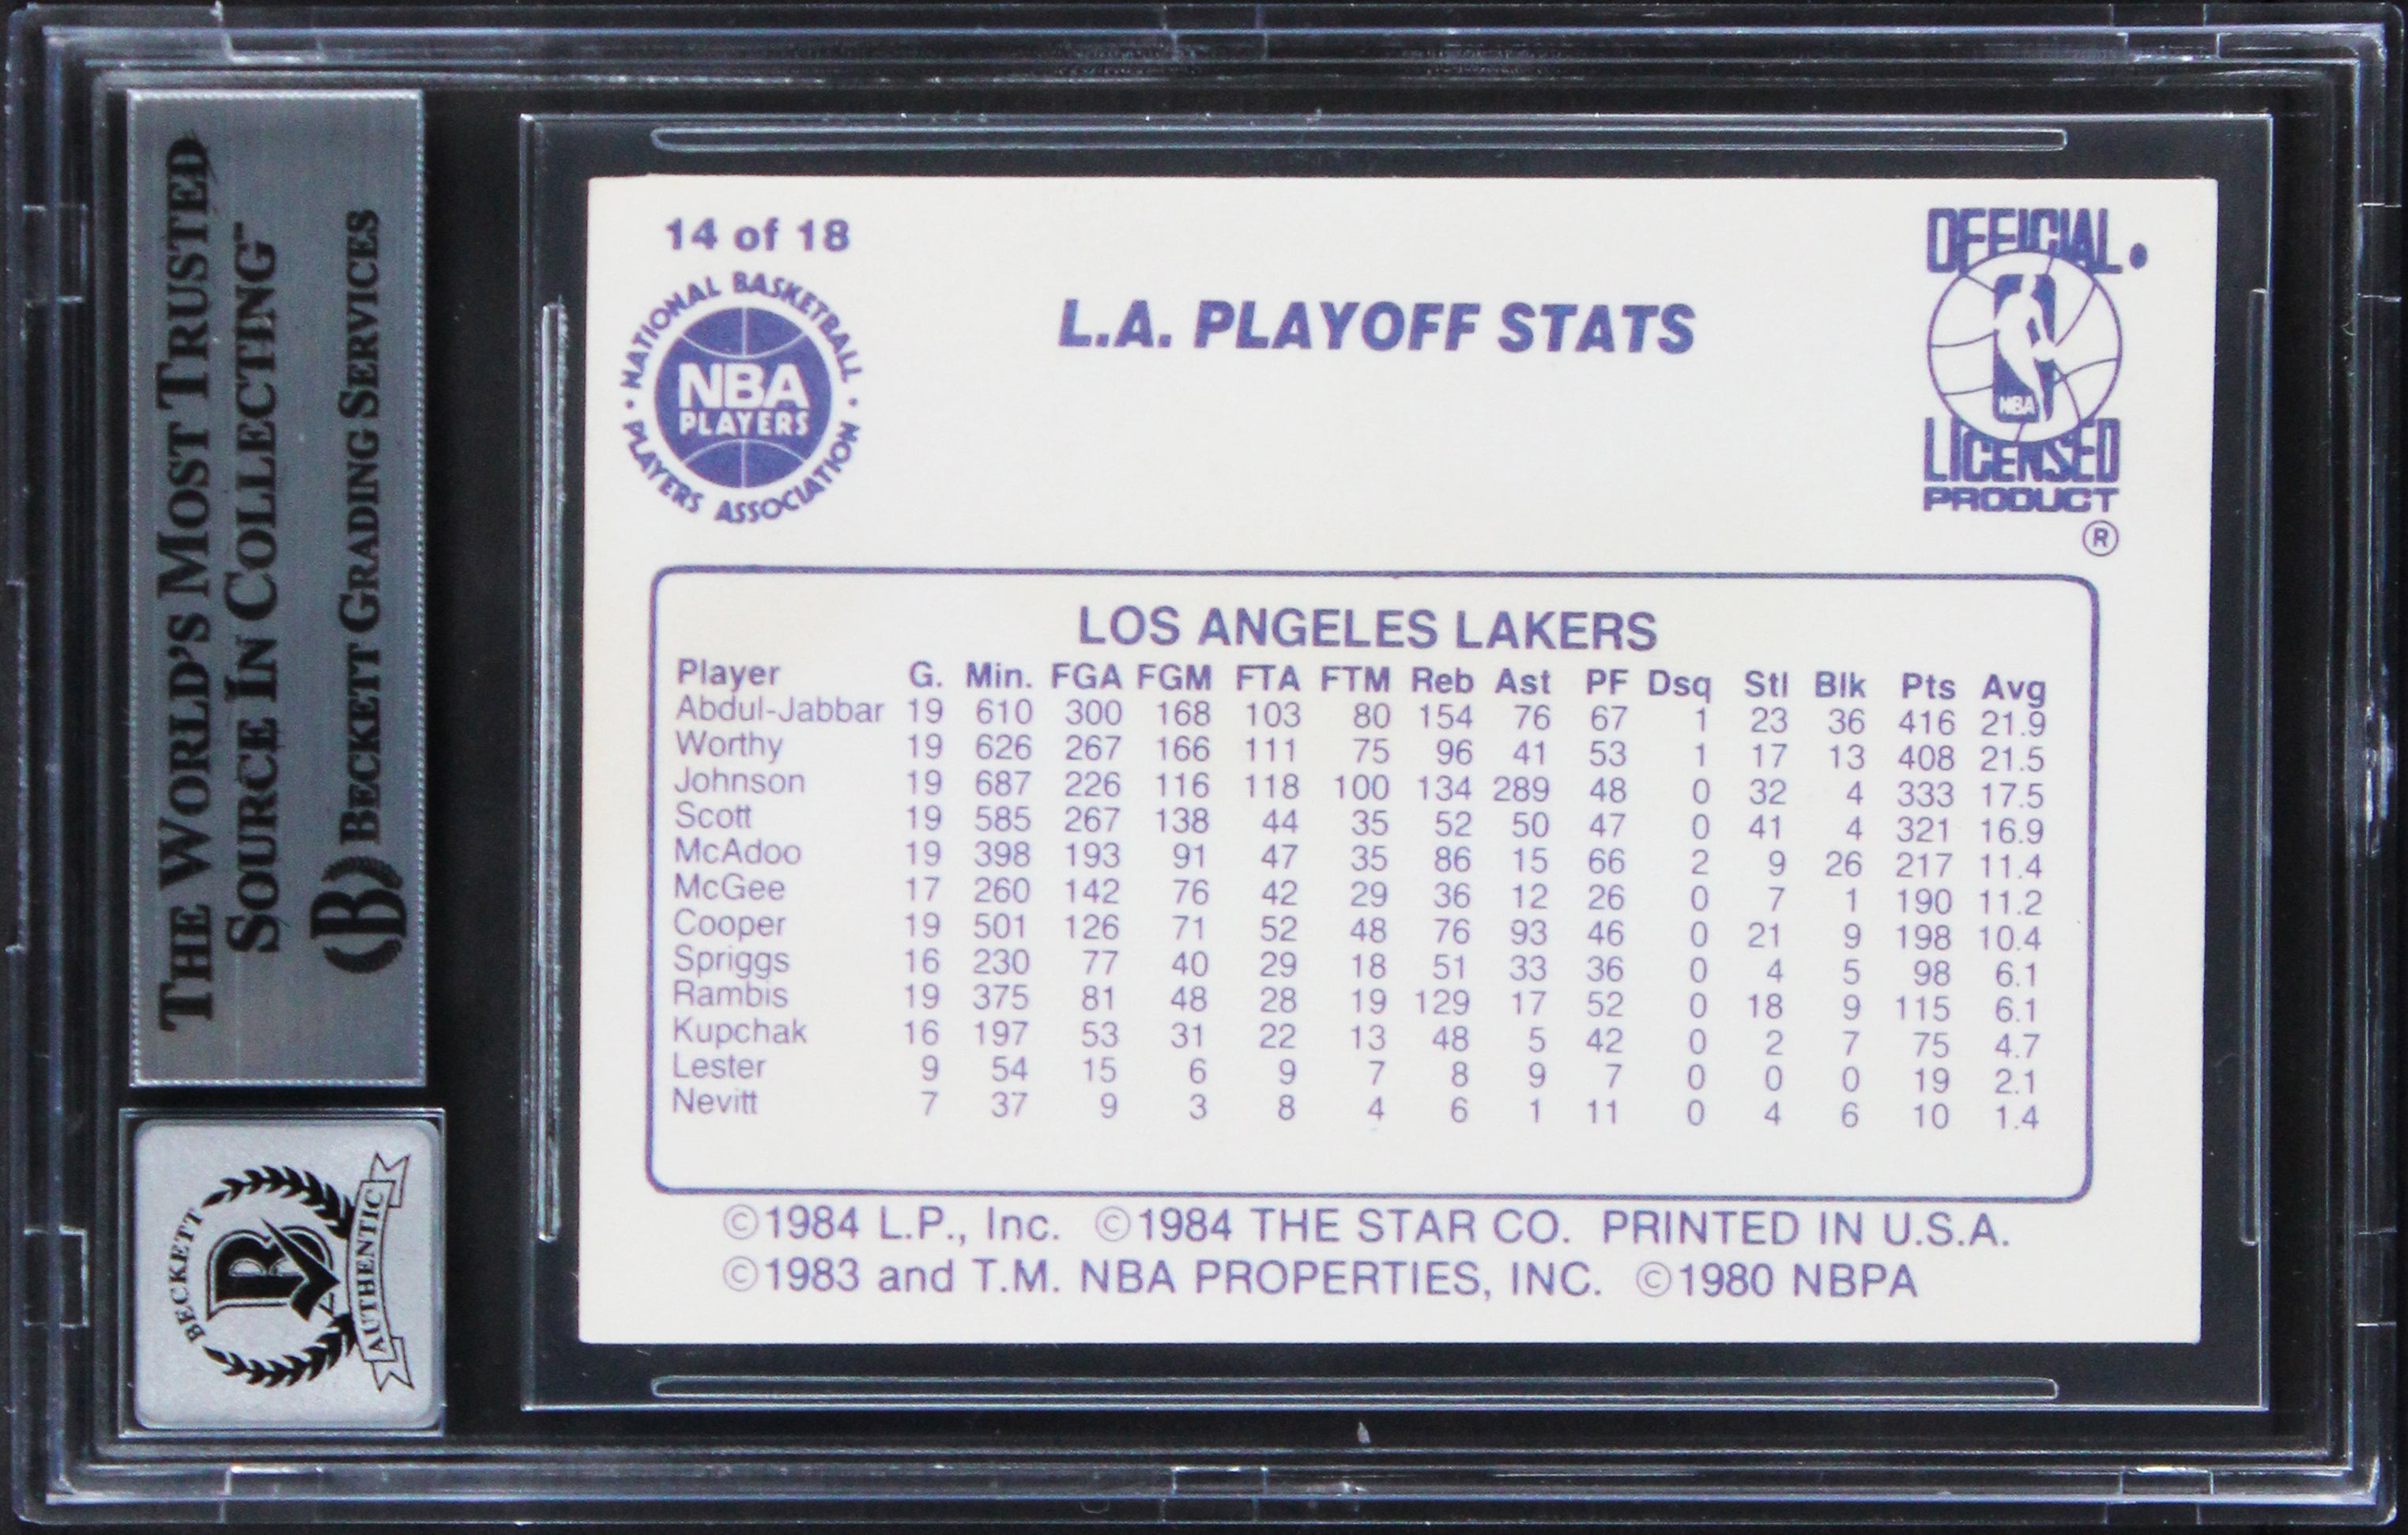 THE WORLD'S MOST TRUSTED
SOURCE IN COLLECTING™
B BECKETT GRADING SERVICES
BECKETT
B
AUTHENTIC
14 of 18
NATIONAL BASKETBALL
NBA
PLAYERS
PLAYERS ASSOCIATION
L.A. PLAYOFF STATS
OFFICIAL
NBA
LICENSED
PRODUCT
®
LOS ANGELES LAKERS
Player G. Min. FGA FGM FTA FTM Reb Ast PF Dsq Stl Blk Pts Avg
Abdul-Jabbar 19 610 300 168 103 80 154 76 67 1 23 36 416 21.9
Worthy 19 626 267 166 111 75 96 41 53 1 17 13 408 21.5
Johnson 19 687 226 116 118 100 134 289 48 0 32 4 333 17.5
Scott 19 585 267 138 44 35 52 50 47 0 41 4 321 16.9
McAdoo 19 398 193 91 47 35 86 15 66 2 9 26 217 11.4
McGee 17 260 142 76 42 29 36 12 26 0 7 1 190 11.2
Cooper 19 501 126 71 52 48 76 93 46 0 21 9 198 10.4
Spriggs 16 230 77 40 29 18 51 33 36 0 4 5 98 6.1
Rambis 19 375 81 48 28 19 129 17 52 0 18 9 115 6.1
Kupchak 16 197 53 31 22 13 48 5 42 0 2 7 75 4.7
Lester 9 54 15 6 9 7 8 9 7 0 0 0 19 2.1
Nevitt 7 37 9 3 8 4 6 1 11 0 4 6 10 1.4
©1984 L.P., Inc. ©1984 THE STAR CO. PRINTED IN U.S.A.
©1983 and T.M. NBA PROPERTIES, INC. ©1980 NBPA